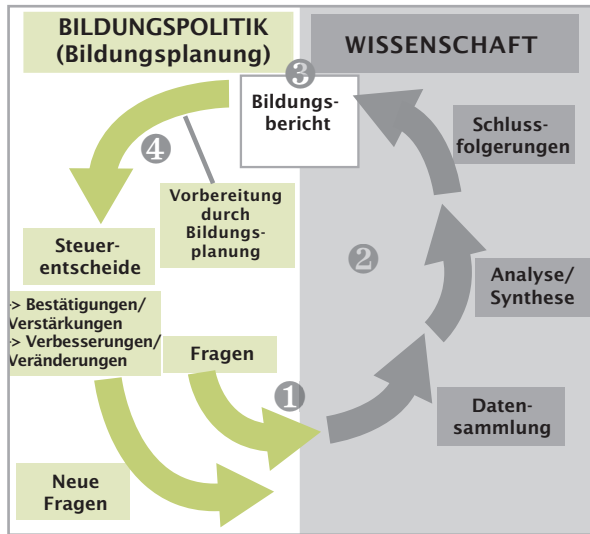 BILDUNGSPOLITIK
(Bildungsplanung)
WISSENSCHAFT
3
Bildungs-
bericht
4
Vorbereitung
durch
Bildungs-
planung
Steuer-
entscheide
-> Bestätigungen/
Verstärkungen
-> Verbesserungen/
Veränderungen
Fragen
1
Neue
Fragen
2
Schluss-
folgerungen
Analyse/
Synthese
Daten-
sammlung